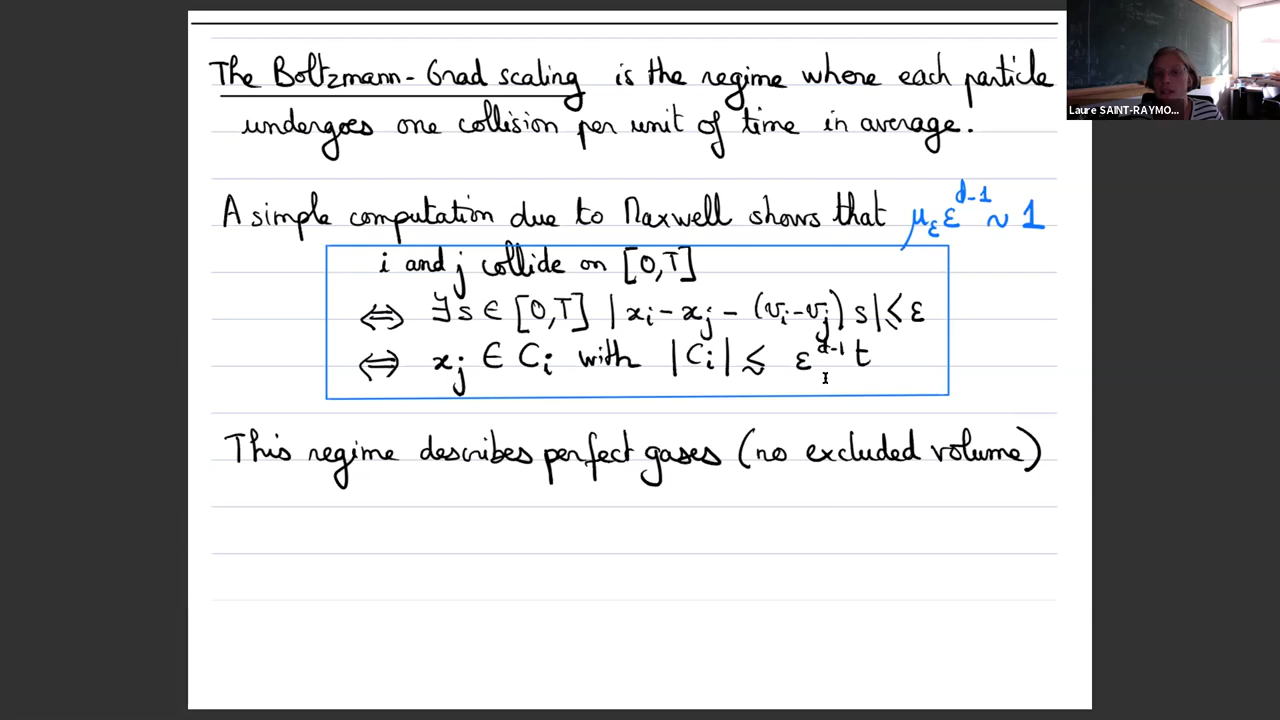 The Boltzmann-Grad scaling is the regime where each particle
undergoes one collision per unit of time in average.
A simple computation due to Maxwell shows that μ_ε ε^{d-1} ~ 1
i and j collide on [0,T]
⇔ ∃ s ∈ [0,T] | x_i - x_j - (v_i - v_j) s| ≤ ε
⇔ x_j ∈ C_i with |C_i| ≲ ε^{d-1} t
This regime describes perfect gases (no excluded volume)
Laure SAINT-RAYMO...